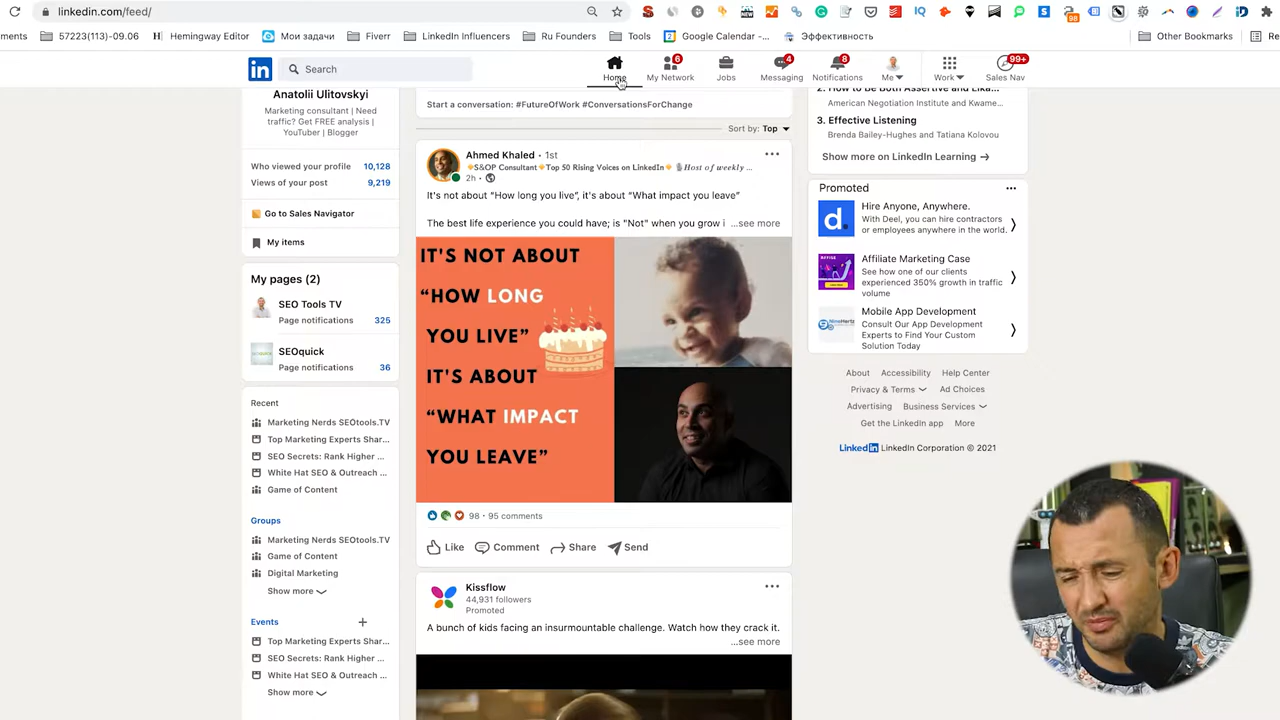 linkedin.com/feed/
98
ments
57223(113)-09.06
H
Hemingway Editor
Мои задачи
Fiverr
LinkedIn Influencers
Ru Founders
Tools
Google Calendar -...
Эффективность
Other Bookmarks
Re
in
Search
Home
6
My Network
Jobs
4
Messaging
8
Notifications
Me
Work
99+
Sales Nav
Anatolii Ulitovskyi
Marketing consultant | Need
traffic? Get FREE analysis |
YouTuber | Blogger
Who viewed your profile 10,128
Views of your post 9,219
Go to Sales Navigator
My items
My pages (2)
SEO Tools TV
Page notifications 325
SEOquick
Page notifications 36
Recent
Marketing Nerds SEOtools.TV
Top Marketing Experts Shar...
SEO Secrets: Rank Higher ...
White Hat SEO & Outreach ...
Game of Content
Groups
Marketing Nerds SEOtools.TV
Game of Content
Digital Marketing
Show more
Events +
Top Marketing Experts Shar...
SEO Secrets: Rank Higher ...
White Hat SEO & Outreach ...
Show more
Start a conversation: #FutureOfWork #ConversationsForChange
Sort by: Top
Ahmed Khaled • 1st
S&OP Consultant Top 50 Rising Voices on LinkedIn Host of weekly ...
2h •
It's not about "How long you live", it's about "What impact you leave"
The best life experience you could have; is "Not" when you grow i ...see more
IT'S NOT ABOUT
"HOW LONG
YOU LIVE"
IT'S ABOUT
"WHAT IMPACT
YOU LEAVE"
98 • 95 comments
Like Comment Share Send
Kissflow
44,931 followers
Promoted
A bunch of kids facing an insurmountable challenge. Watch how they crack it.
...see more
American Negotiation Institute and Kwame...
3. Effective Listening
Brenda Bailey-Hughes and Tatiana Kolovou
Show more on LinkedIn Learning →
Promoted
d.
Hire Anyone, Anywhere.
With Deel, you can hire contractors
or employees anywhere in the world.
Affiliate Marketing Case
See how one of our clients
experienced 350% growth in traffic
volume
Mobile App Development
Consult Our App Development
Experts to Find Your Custom
Solution Today
About Accessibility Help Center
Privacy & Terms Ad Choices
Advertising Business Services
Get the LinkedIn app More
LinkedIn LinkedIn Corporation © 2021